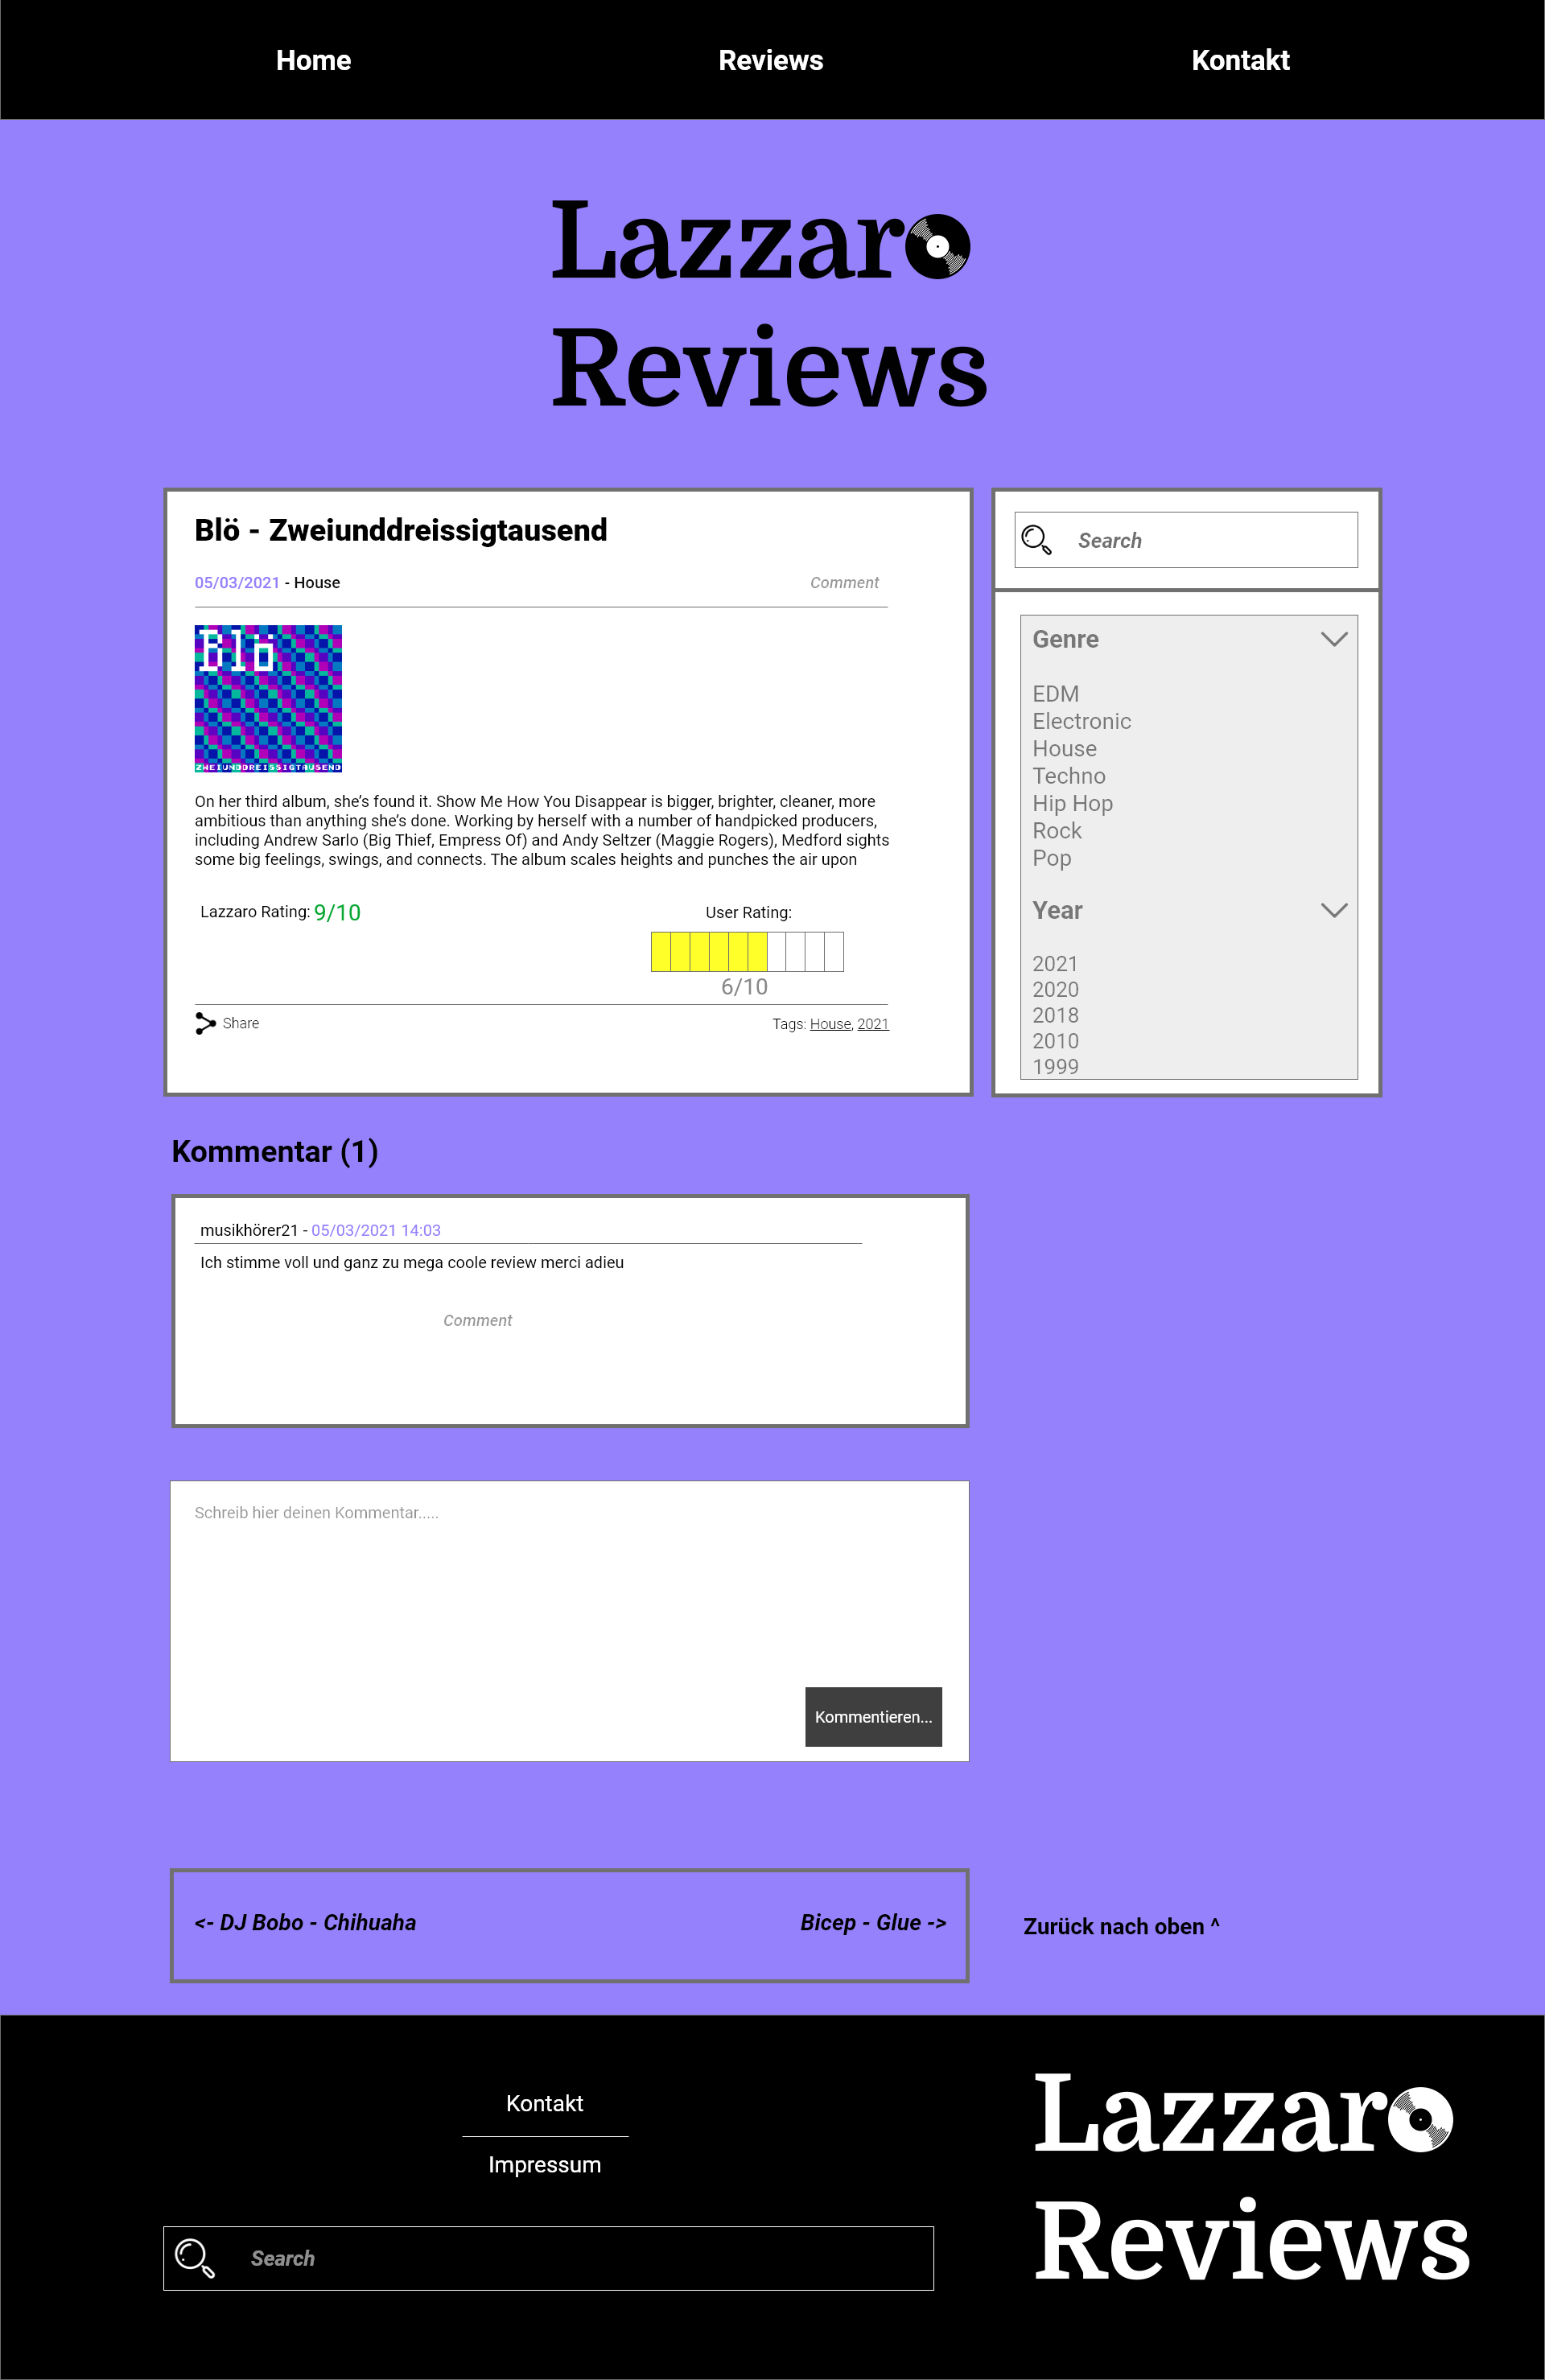 Home
Reviews
Kontakt
Lazzaro
Reviews
Blö - Zweiunddreissigtausend
05/03/2021 - House
Comment
Blö
ZWEIUNDDREISSIGTAUSEND
On her third album, she’s found it. Show Me How You Disappear is bigger, brighter, cleaner, more
ambitious than anything she’s done. Working by herself with a number of handpicked producers,
including Andrew Sarlo (Big Thief, Empress Of) and Andy Seltzer (Maggie Rogers), Medford sights
some big feelings, swings, and connects. The album scales heights and punches the air upon
Lazzaro Rating: 9/10
User Rating:
6/10
Share
Tags: House, 2021
Search
Genre
EDM
Electronic
House
Techno
Hip Hop
Rock
Pop
Year
2021
2020
2018
2010
1999
Kommentar (1)
musikhörer21 - 05/03/2021 14:03
Ich stimme voll und ganz zu mega coole review merci adieu
Comment
Schreib hier deinen Kommentar.....
Kommentieren...
<- DJ Bobo - Chihuaha
Bicep - Glue ->
Zurück nach oben ^
Kontakt
Impressum
Search
Lazzaro
Reviews